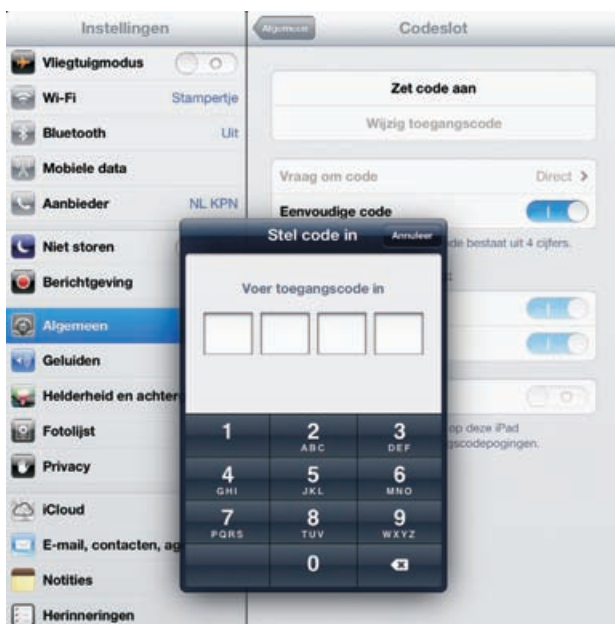 Instellingen
Vliegtuigmodus
Wi-Fi Stampertje
Bluetooth Uit
Mobiele data
Aanbieder NL KPN
Niet storen
Berichtgeving
Algemeen
Geluiden
Helderheid en achter
Fotolijst
Privacy
iCloud
E-mail, contacten, ag
Notities
Herinneringen
Algemeen Codeslot
Zet code aan
Wijzig toegangscode
Vraag om code Direct
Eenvoudige code
de bestaat uit 4 cijfers.
op deze iPad
scodepogingen.
Stel code in Annuleer
Voer toegangscode in
1 2 3
ABC DEF
4 5 6
GHI JKL MNO
7 8 9
PQRS TUV WXYZ
0